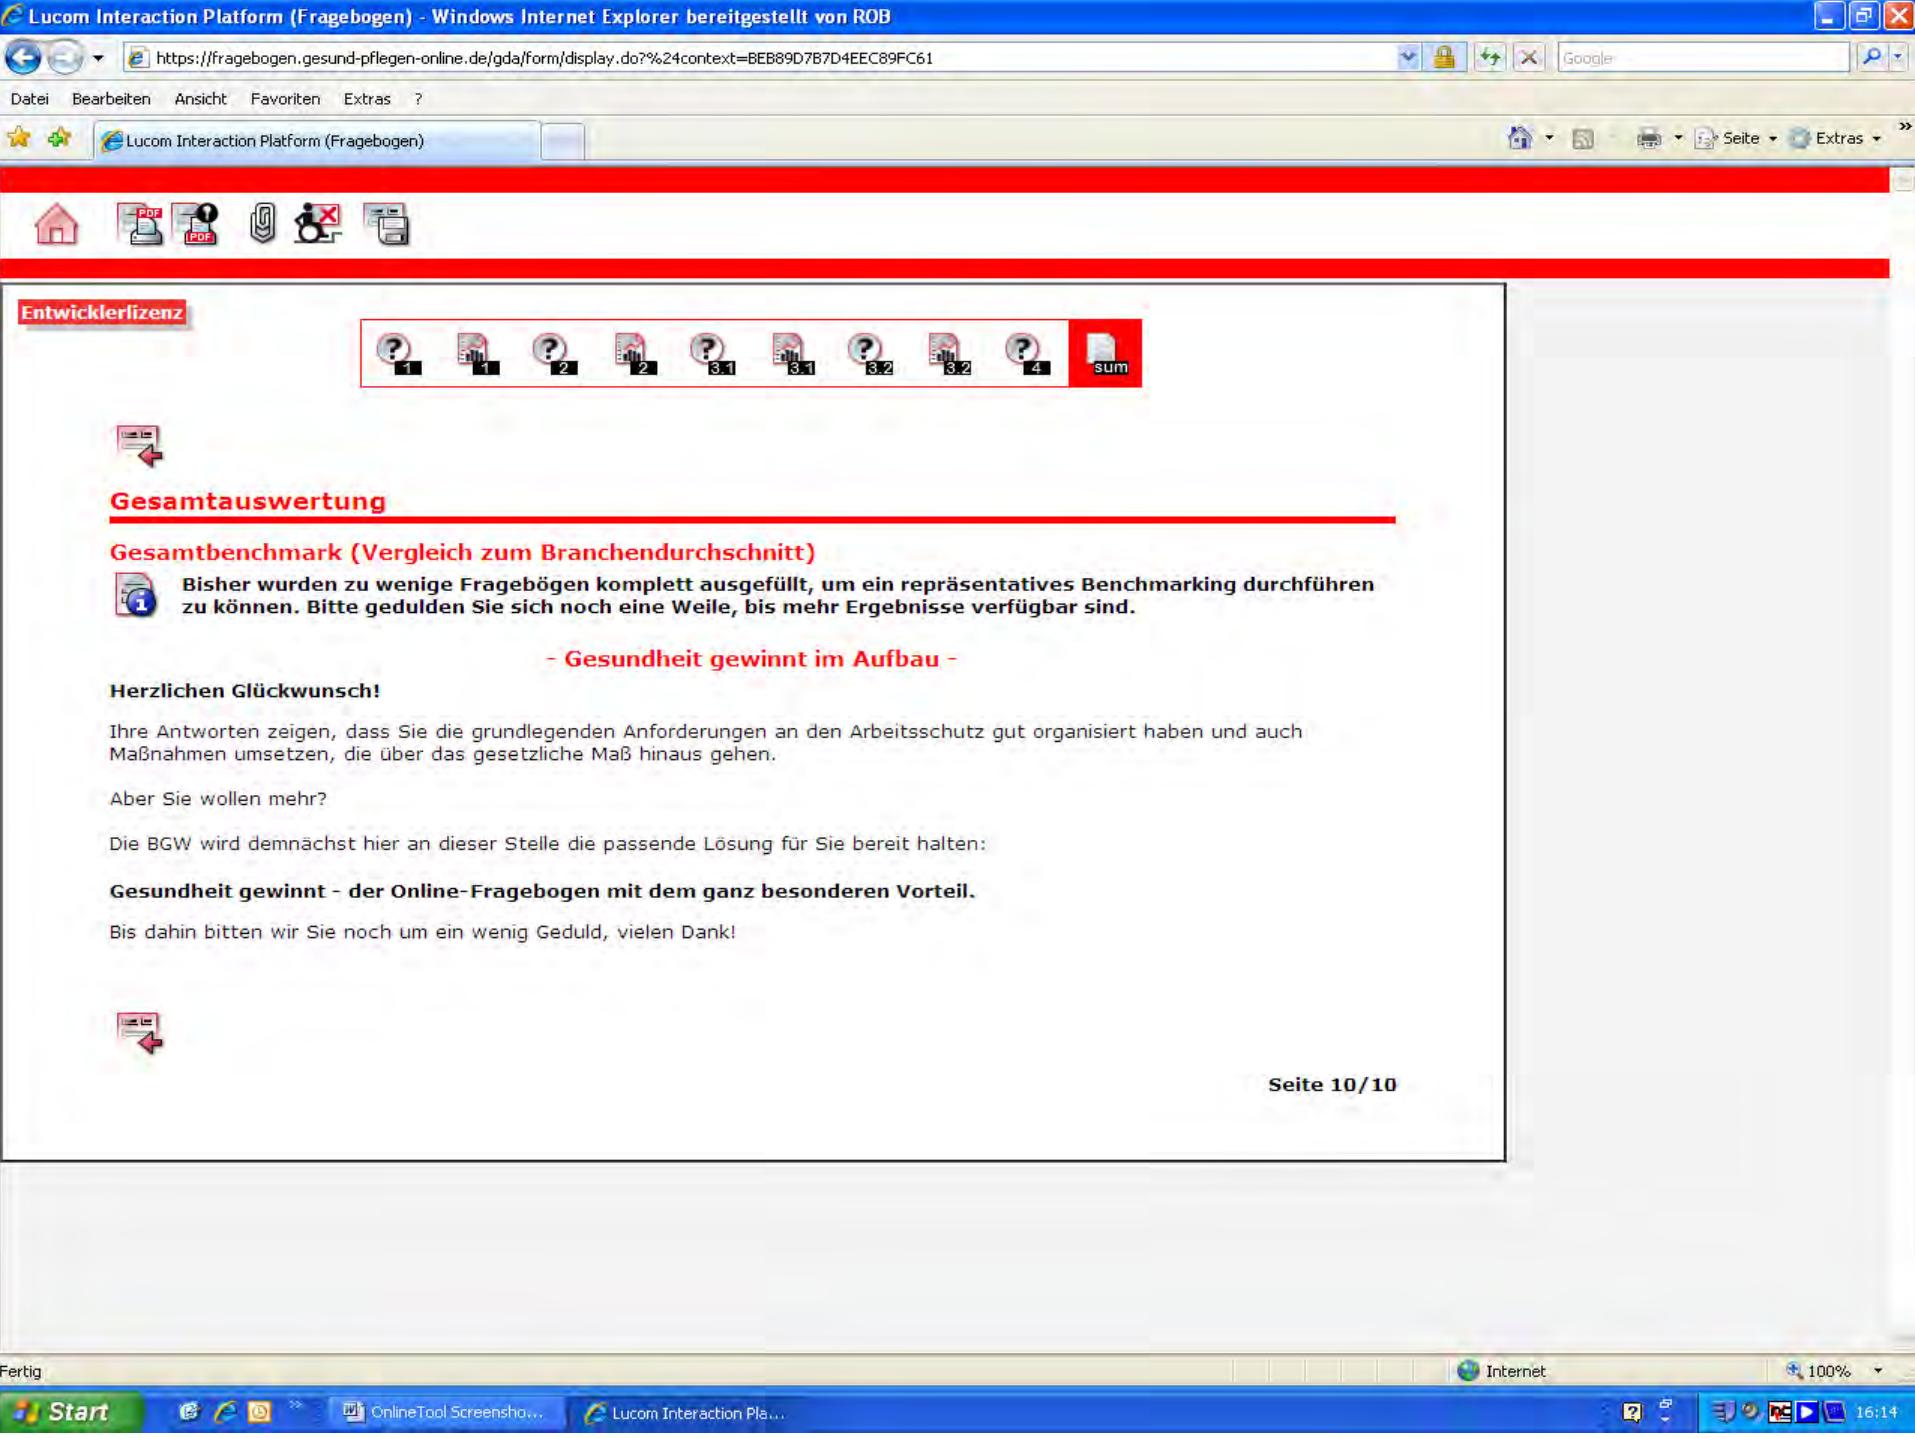 Lucom Interaction Platform (Fragebogen) - Windows Internet Explorer bereitgestellt von ROB
https://fragebogen.gesund-pflegen-online.de/gda/form/display.do?%24context=BEB89D7B7D4EEC89FC61
Google
Datei Bearbeiten Ansicht Favoriten Extras ?
Lucom Interaction Platform (Fragebogen)
Seite Extras »
PDF PDF
Entwicklerlizenz
? 1 1 ? 2 2 ? 3.1 3.1 ? 3.2 3.2 ? 4 sum
Gesamtauswertung
Gesamtbenchmark (Vergleich zum Branchendurchschnitt)
Bisher wurden zu wenige Fragebögen komplett ausgefüllt, um ein repräsentatives Benchmarking durchführen
zu können. Bitte gedulden Sie sich noch eine Weile, bis mehr Ergebnisse verfügbar sind.
- Gesundheit gewinnt im Aufbau -
Herzlichen Glückwunsch!
Ihre Antworten zeigen, dass Sie die grundlegenden Anforderungen an den Arbeitsschutz gut organisiert haben und auch
Maßnahmen umsetzen, die über das gesetzliche Maß hinaus gehen.
Aber Sie wollen mehr?
Die BGW wird demnächst hier an dieser Stelle die passende Lösung für Sie bereit halten:
Gesundheit gewinnt - der Online-Fragebogen mit dem ganz besonderen Vorteil.
Bis dahin bitten wir Sie noch um ein wenig Geduld, vielen Dank!
Seite 10/10
Fertig
Internet
100%
Start
OnlineTool Screensho...
Lucom Interaction Pla...
16:14